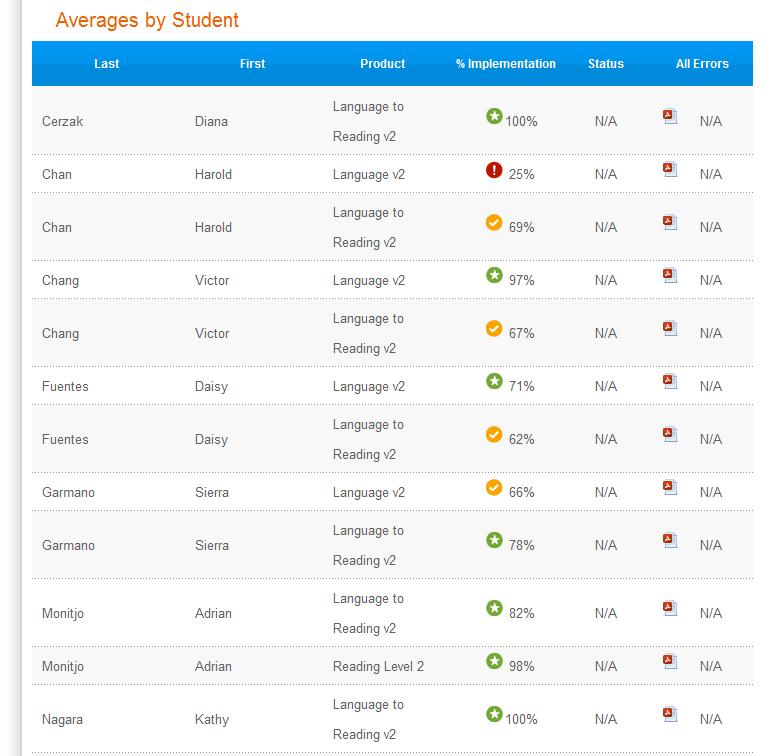 Averages by Student
Last First Product % Implementation Status All Errors
Cerzak Diana Language to Reading v2 100% N/A N/A
Chan Harold Language v2 25% N/A N/A
Chan Harold Language to Reading v2 69% N/A N/A
Chang Victor Language v2 97% N/A N/A
Chang Victor Language to Reading v2 67% N/A N/A
Fuentes Daisy Language v2 71% N/A N/A
Fuentes Daisy Language to Reading v2 62% N/A N/A
Garmano Sierra Language v2 66% N/A N/A
Garmano Sierra Language to Reading v2 78% N/A N/A
Monitjo Adrian Language to Reading v2 82% N/A N/A
Monitjo Adrian Reading Level 2 98% N/A N/A
Nagara Kathy Language to Reading v2 100% N/A N/A